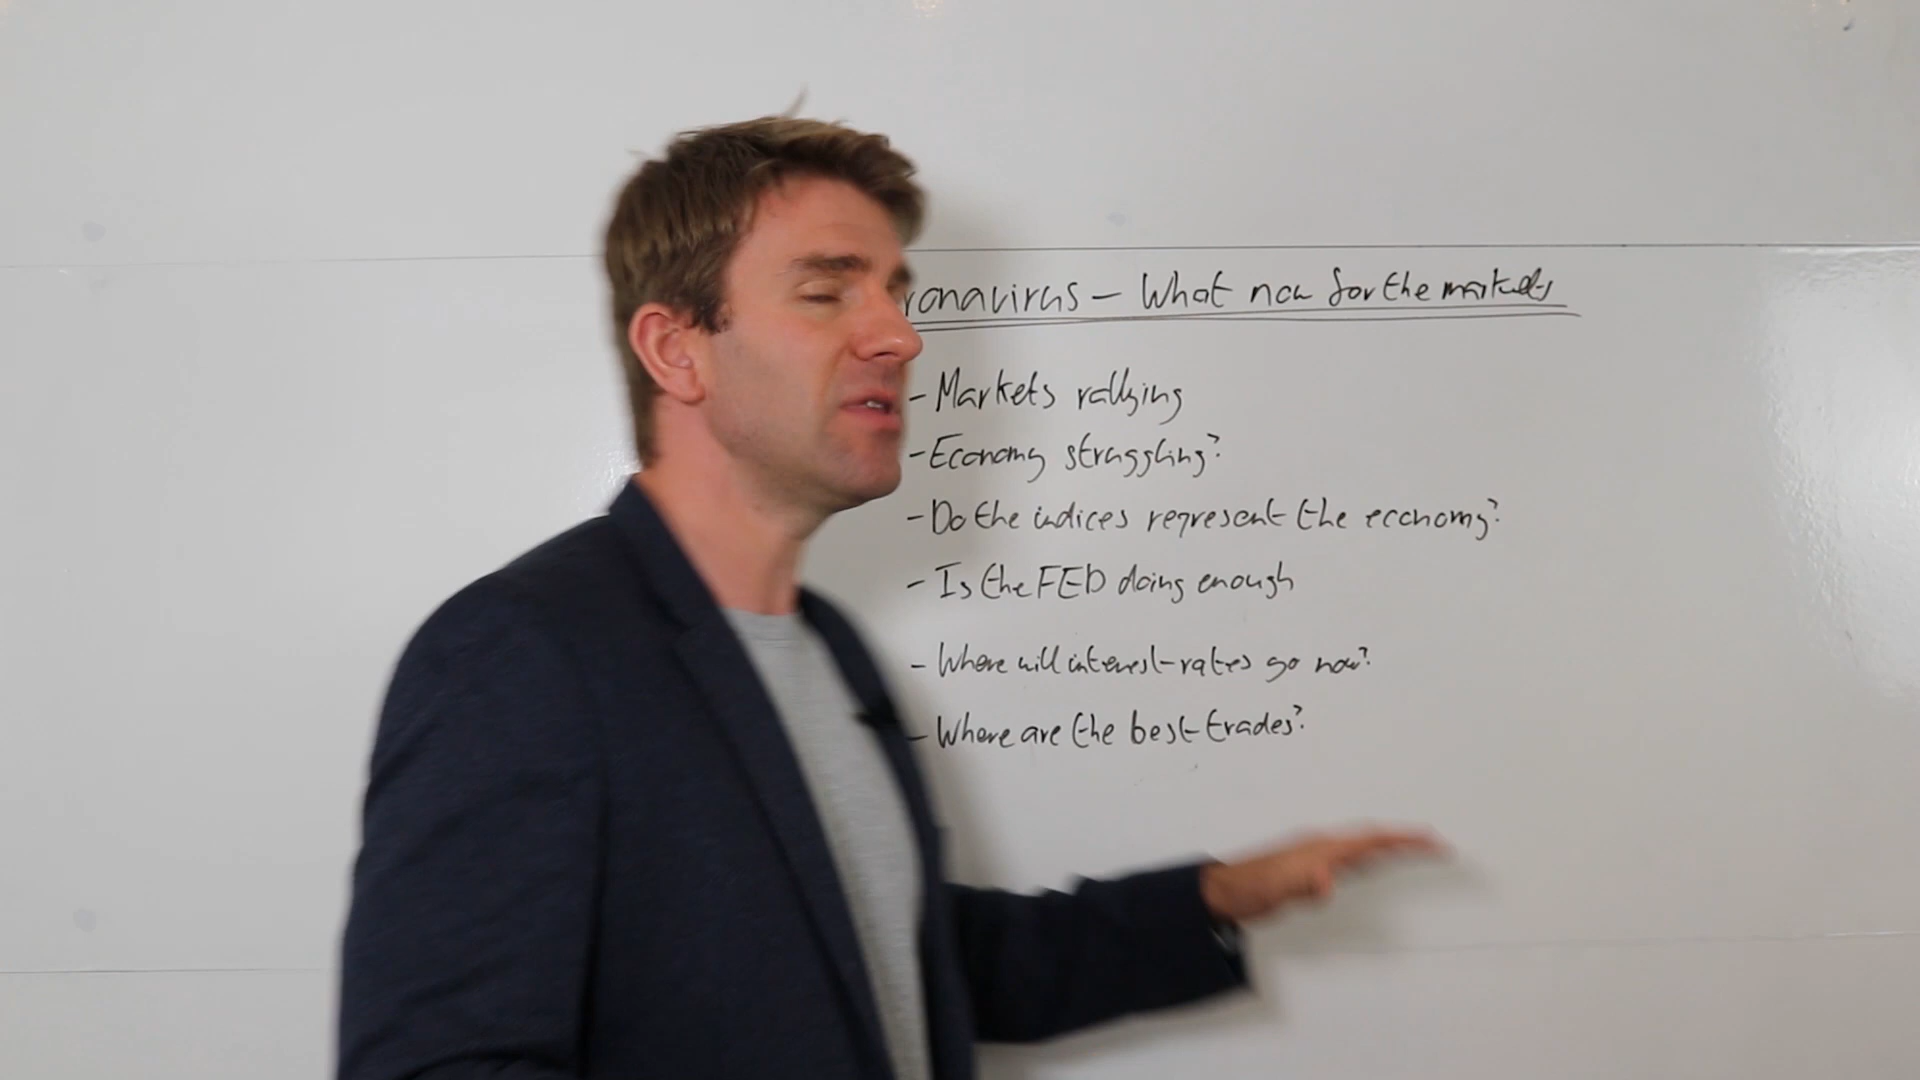 ronavirus - What now for the markets
- Markets rallying
- Economy struggling?
- Do the indices represent the economy?
- Is the FED doing enough
- Where will interest rates go now?
- Where are the best trades?